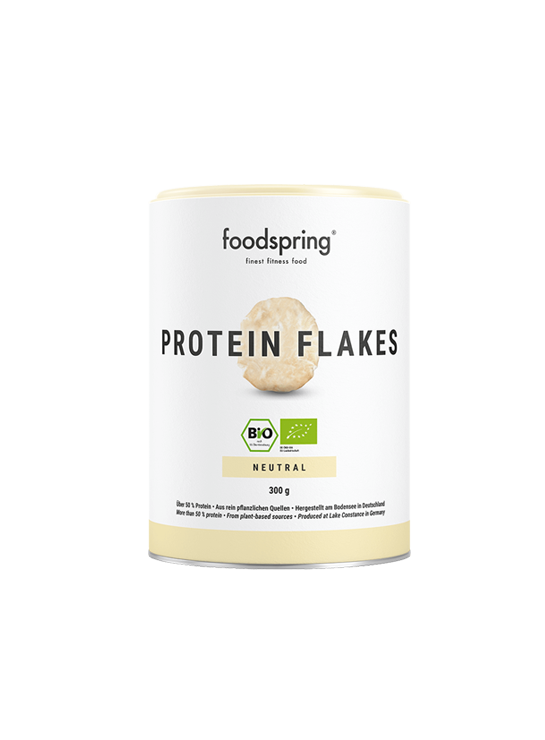 foodspring®
finest fitness food
PROTEIN FLAKES
BiO
NEUTRAL
300 g
Über 50 % Protein • Aus rein pflanzlichen Quellen • Hergestellt am Bodensee in Deutschland
More than 50 % protein • From plant-based sources • Produced at Lake Constance in Germany